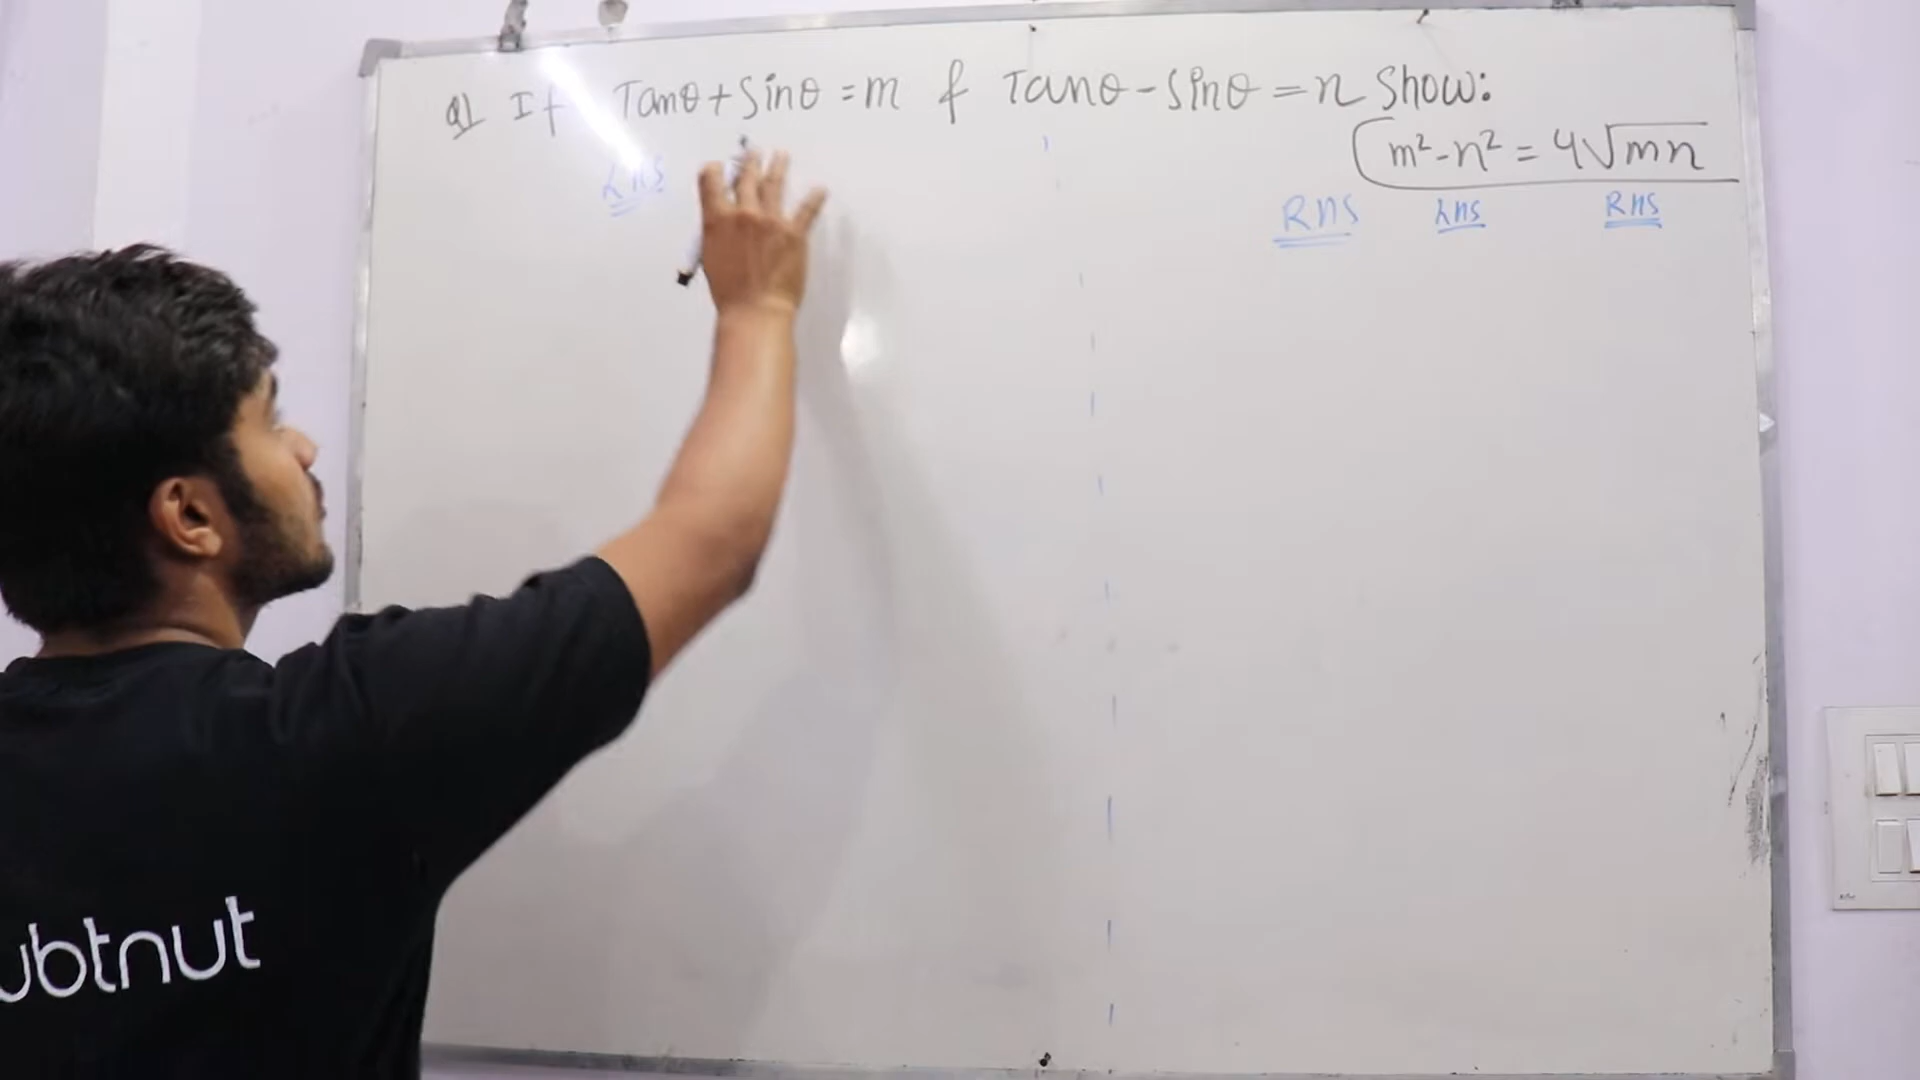 Q1 If Tanθ + Sinθ = m & Tanθ - Sinθ = n Show:
m² - n² = 4√mn
LHS
RHS LHS RHS
ubtnut